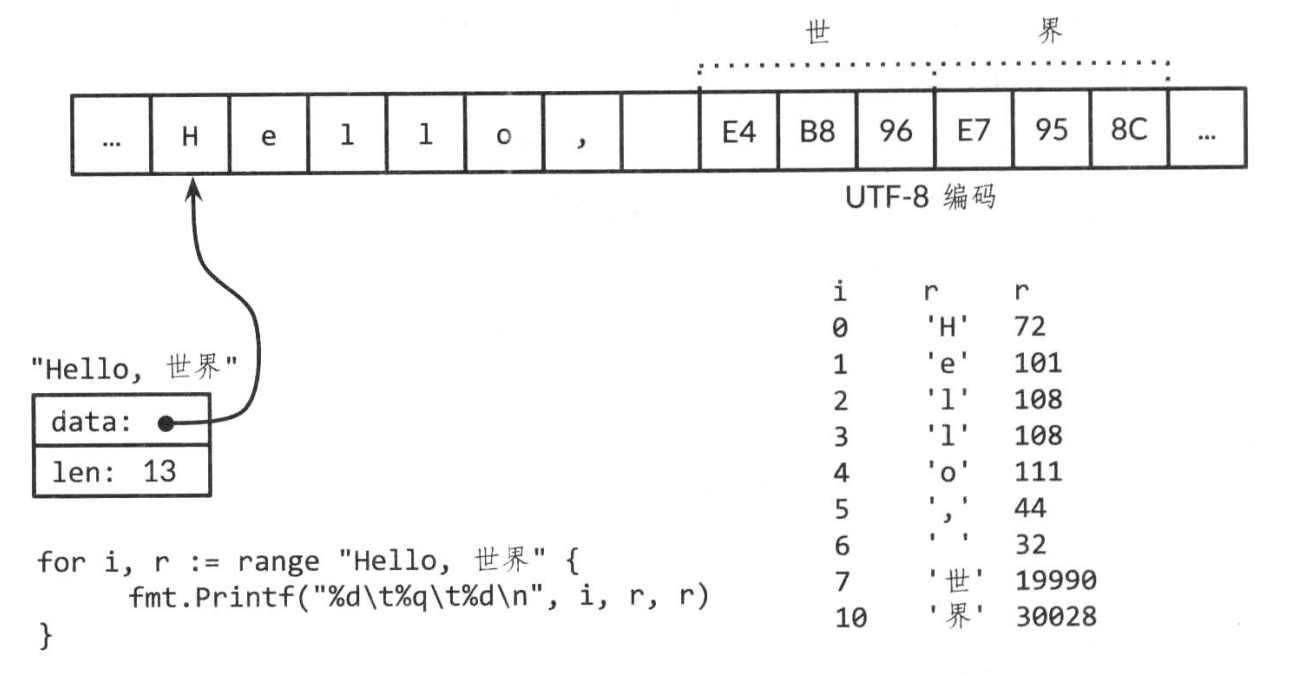 世 界
… H e l l o , E4 B8 96 E7 95 8C …
UTF-8 编码
"Hello, 世界"
data:
len: 13
for i, r := range "Hello, 世界" {
fmt.Printf("%d\t%q\t%d\n", i, r, r)
}
i r r
0 'H' 72
1 'e' 101
2 'l' 108
3 'l' 108
4 'o' 111
5 ',' 44
6 ' ' 32
7 '世' 19990
10 '界' 30028